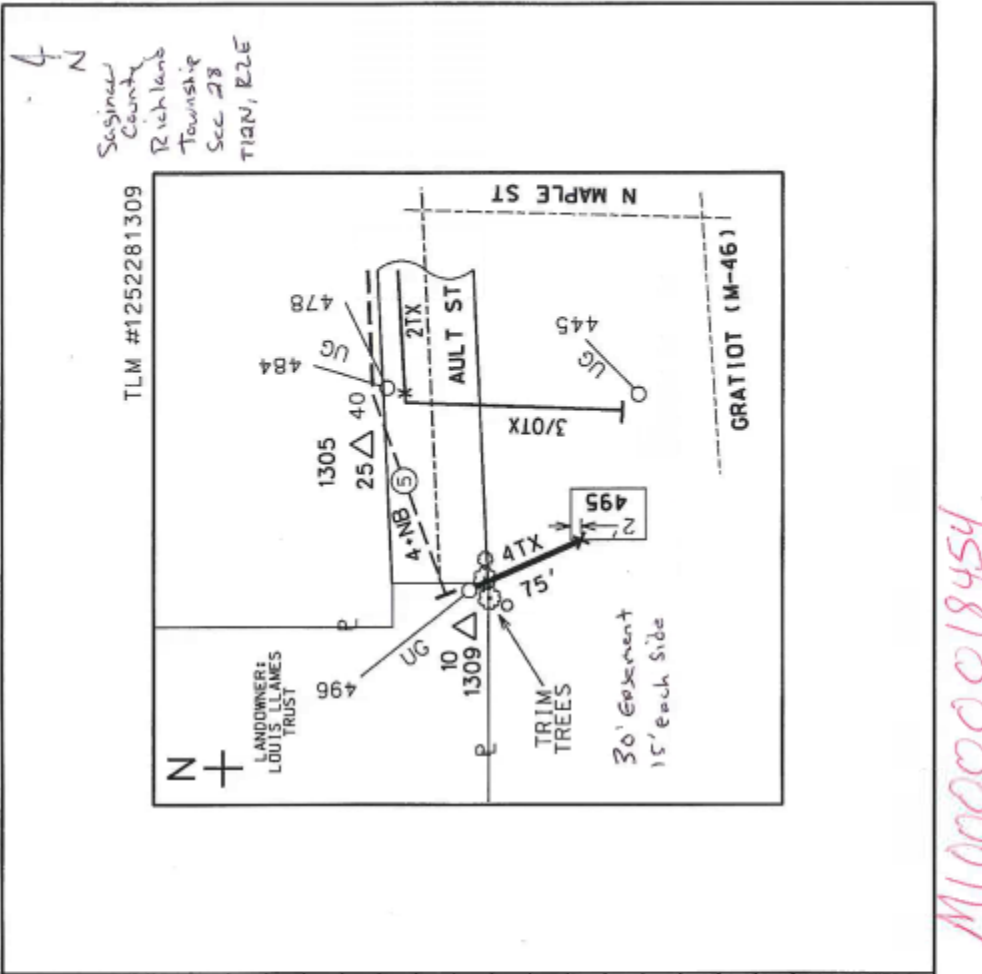 N
Saginaw
County
Richland
Township
Sec 28
T12N, R2E
TLM #12522281309
N
LANDOWNER:
LOUIS LLAMES
TRUST
P
P
1305
25
40
484
478
UG
2TX
AULT ST
N MAPLE ST
4·NB
5
3/0TX
445
UG
GRATIOT (M-46)
496
UG
10
1309
4TX
75'
495
2'
TRIM
TREES
30' Easement
15' each side
M10000018454